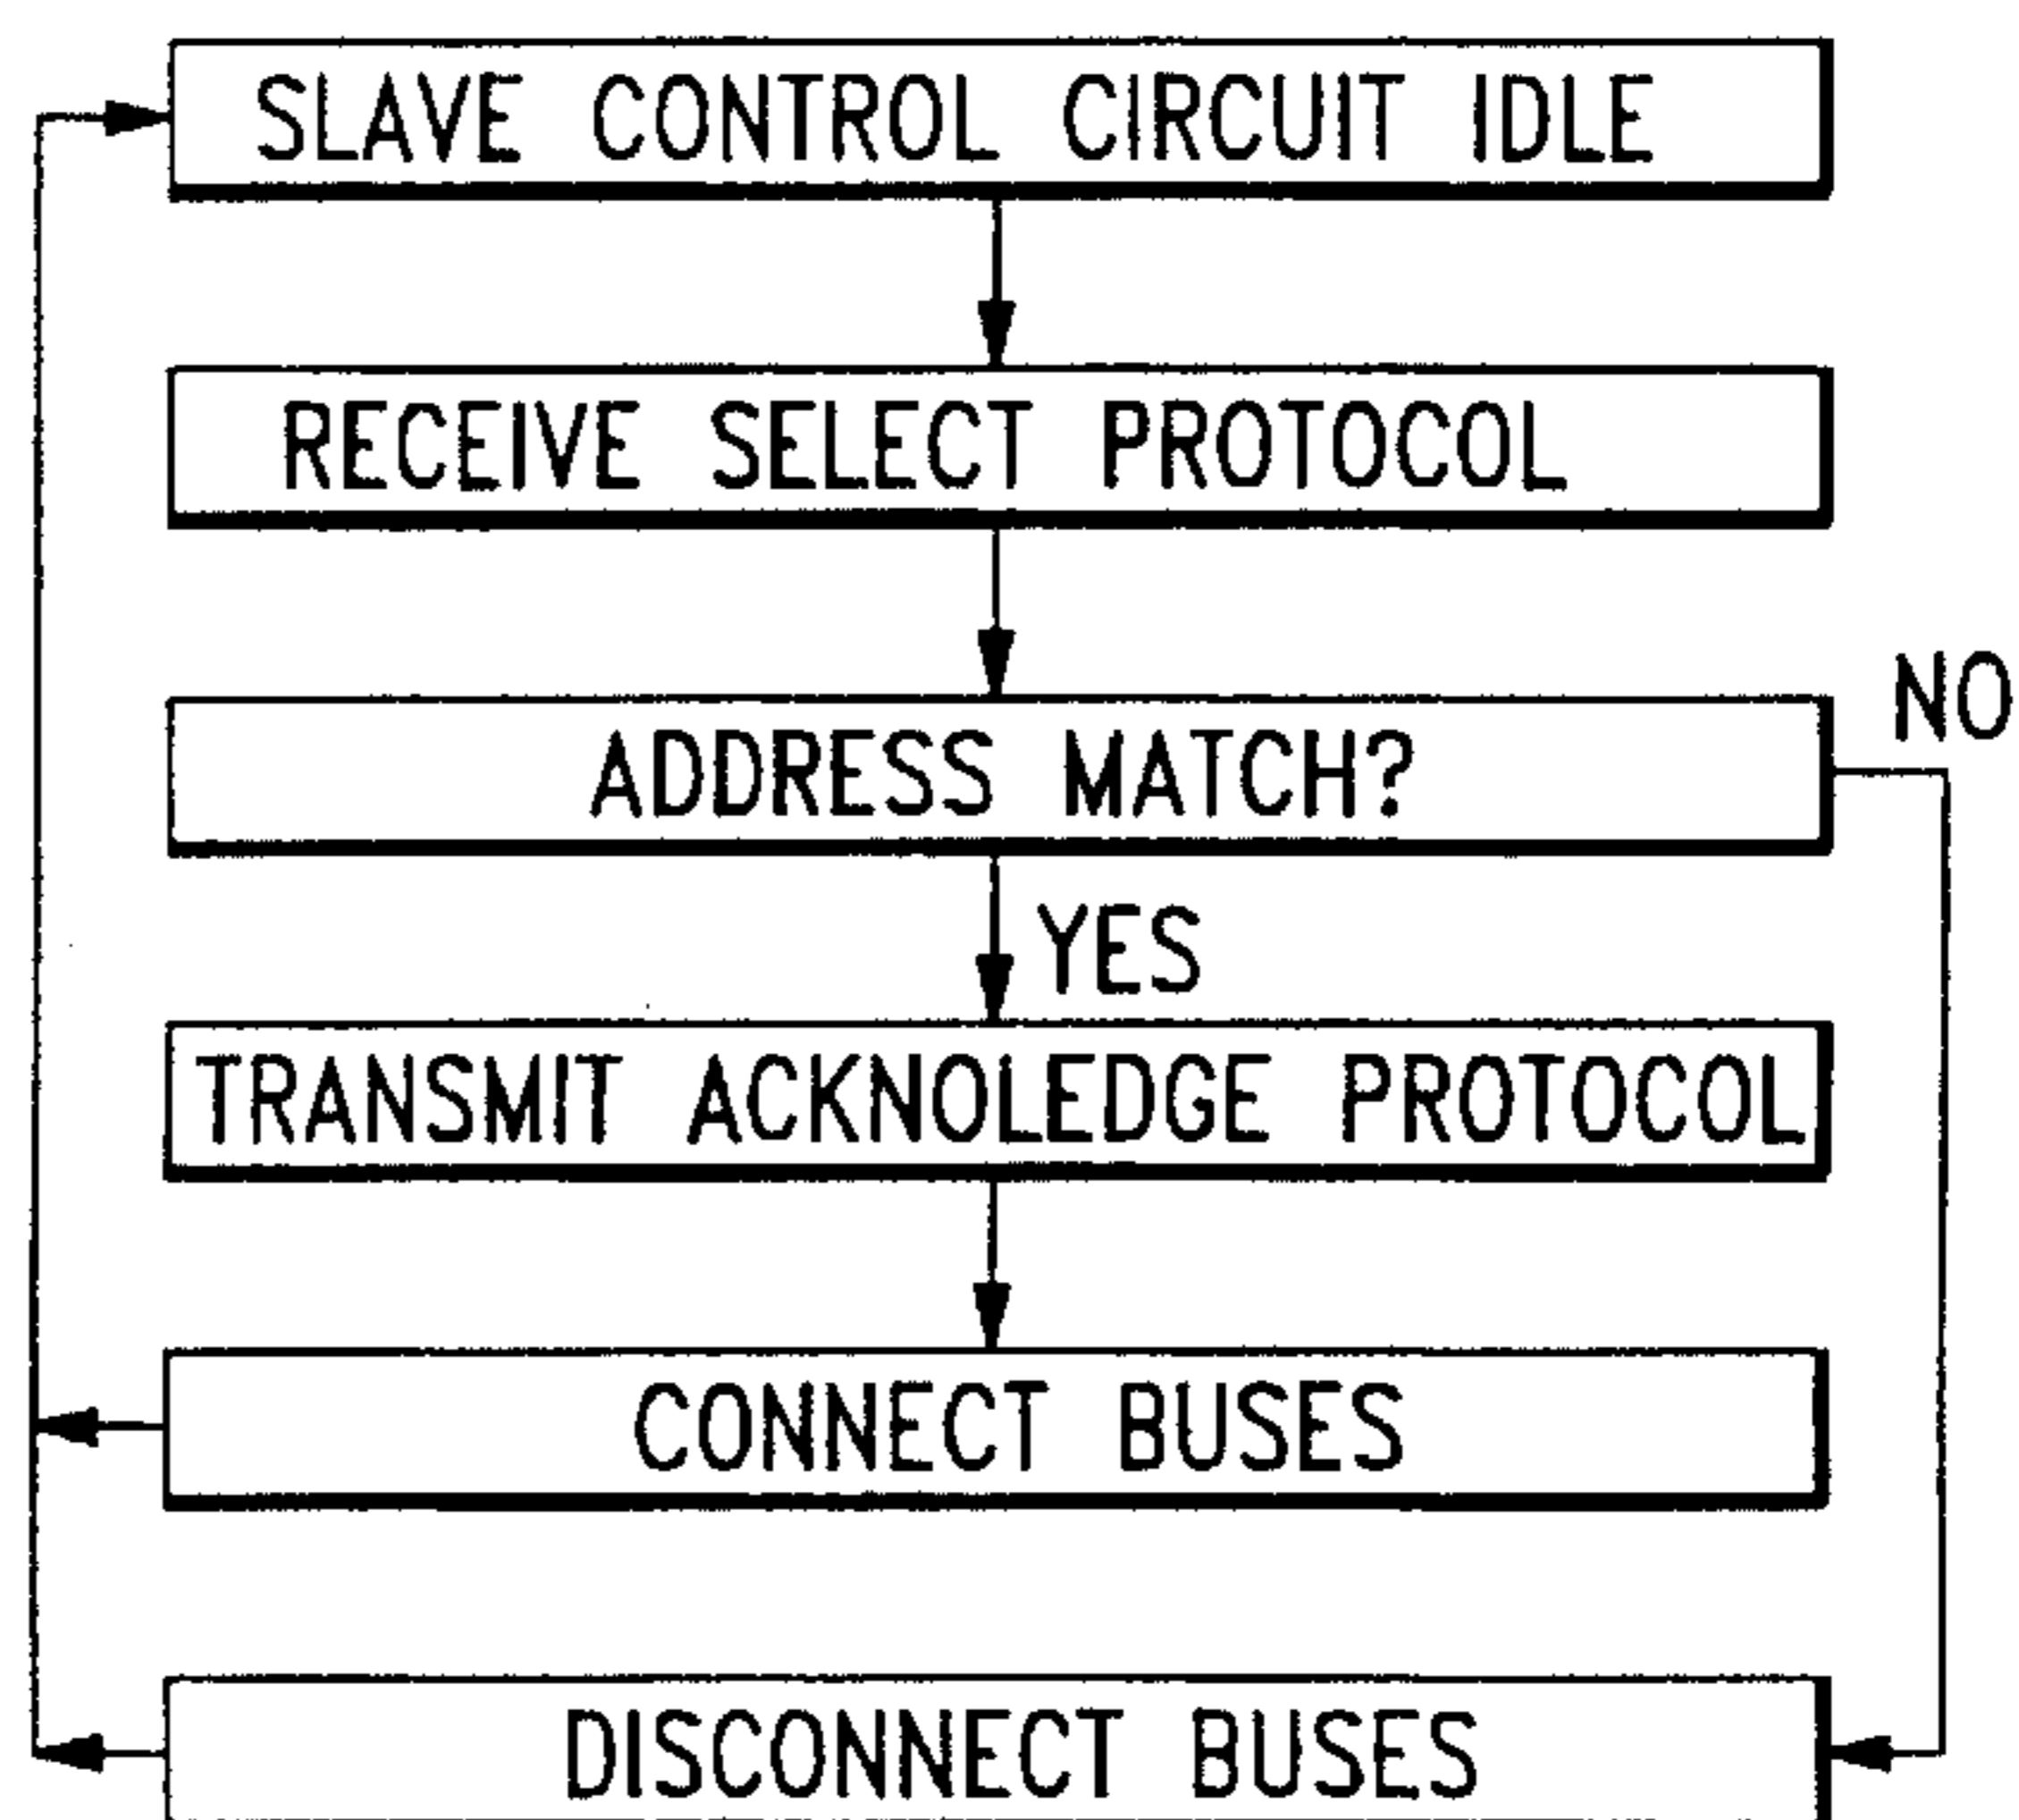 SLAVE CONTROL CIRCUIT IDLE
RECEIVE SELECT PROTOCOL
NO
ADDRESS MATCH?
YES
TRANSMIT ACKNOLEDGE PROTOCOL
CONNECT BUSES
DISCONNECT BUSES